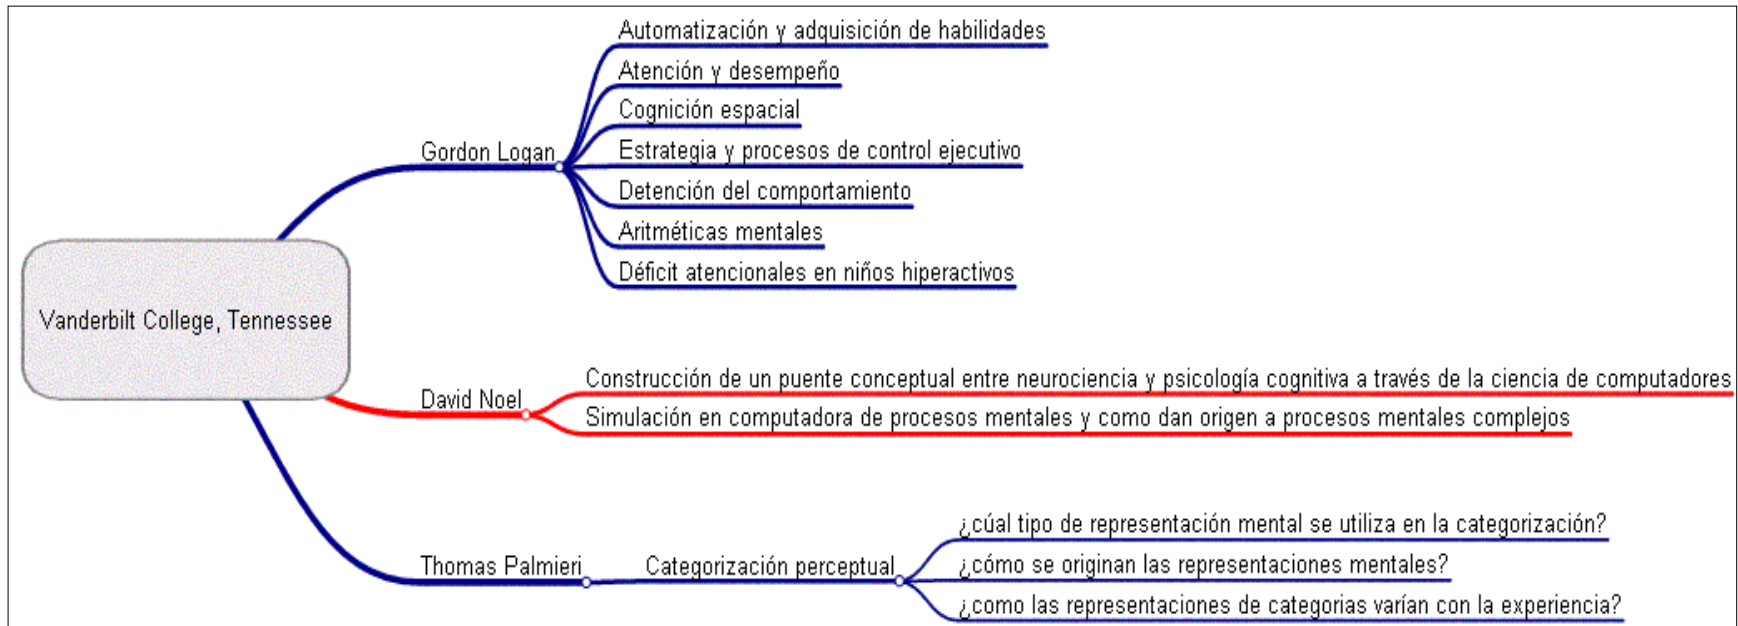 Vanderbilt College, Tennessee
Gordon Logan
Automatización y adquisición de habilidades
Atención y desempeño
Cognición espacial
Estrategia y procesos de control ejecutivo
Detención del comportamiento
Aritméticas mentales
Déficit atencionales en niños hiperactivos
David Noel
Construcción de un puente conceptual entre neurociencia y psicología cognitiva a través de la ciencia de computadores
Simulación en computadora de procesos mentales y como dan origen a procesos mentales complejos
Thomas Palmieri
Categorización perceptual
¿cúal tipo de representación mental se utiliza en la categorización?
¿cómo se originan las representaciones mentales?
¿como las representaciones de categorias varían con la experiencia?